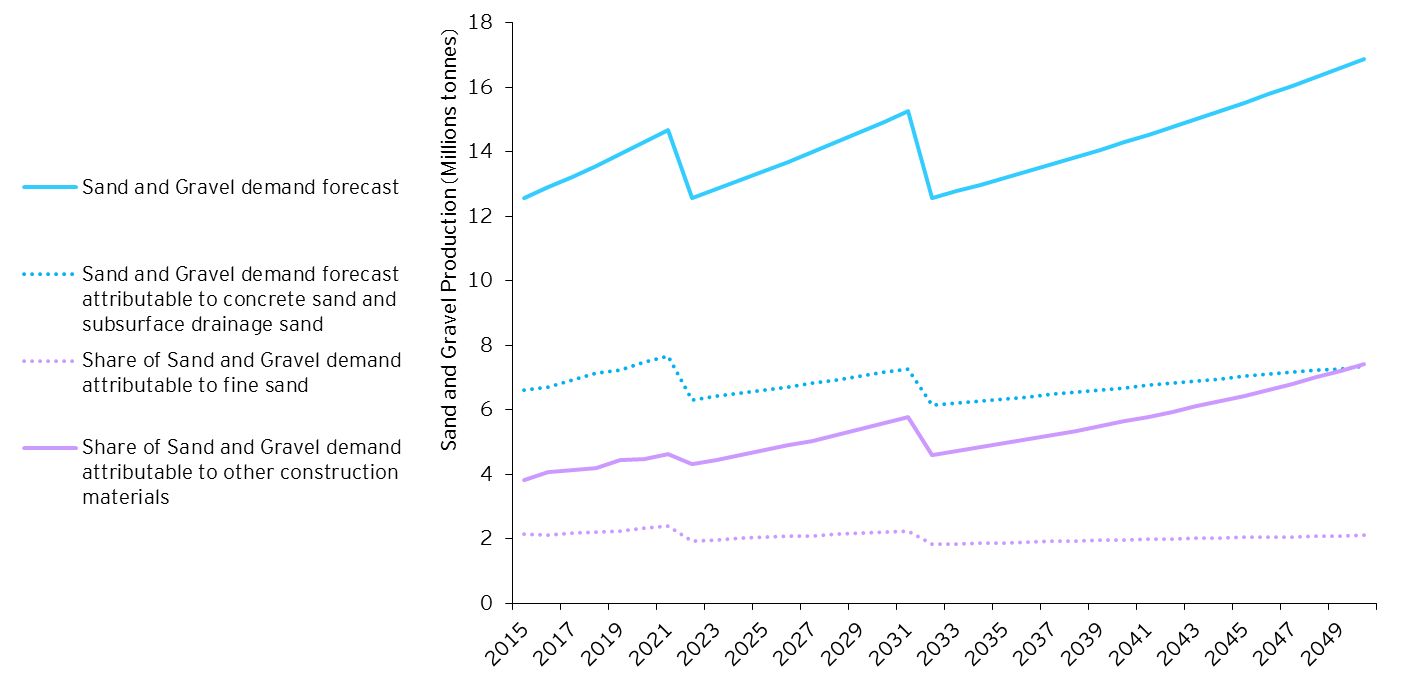 Sand and Gravel demand forecast
Sand and Gravel demand forecast
attributable to concrete sand and
subsurface drainage sand
Share of Sand and Gravel demand
attributable to fine sand
Share of Sand and Gravel demand
attributable to other construction
materials
Sand and Gravel Production (Millions tonnes)
18
16
14
12
10
8
6
4
2
0
2015
2017
2019
2021
2023
2025
2027
2029
2031
2033
2035
2037
2039
2041
2043
2045
2047
2049